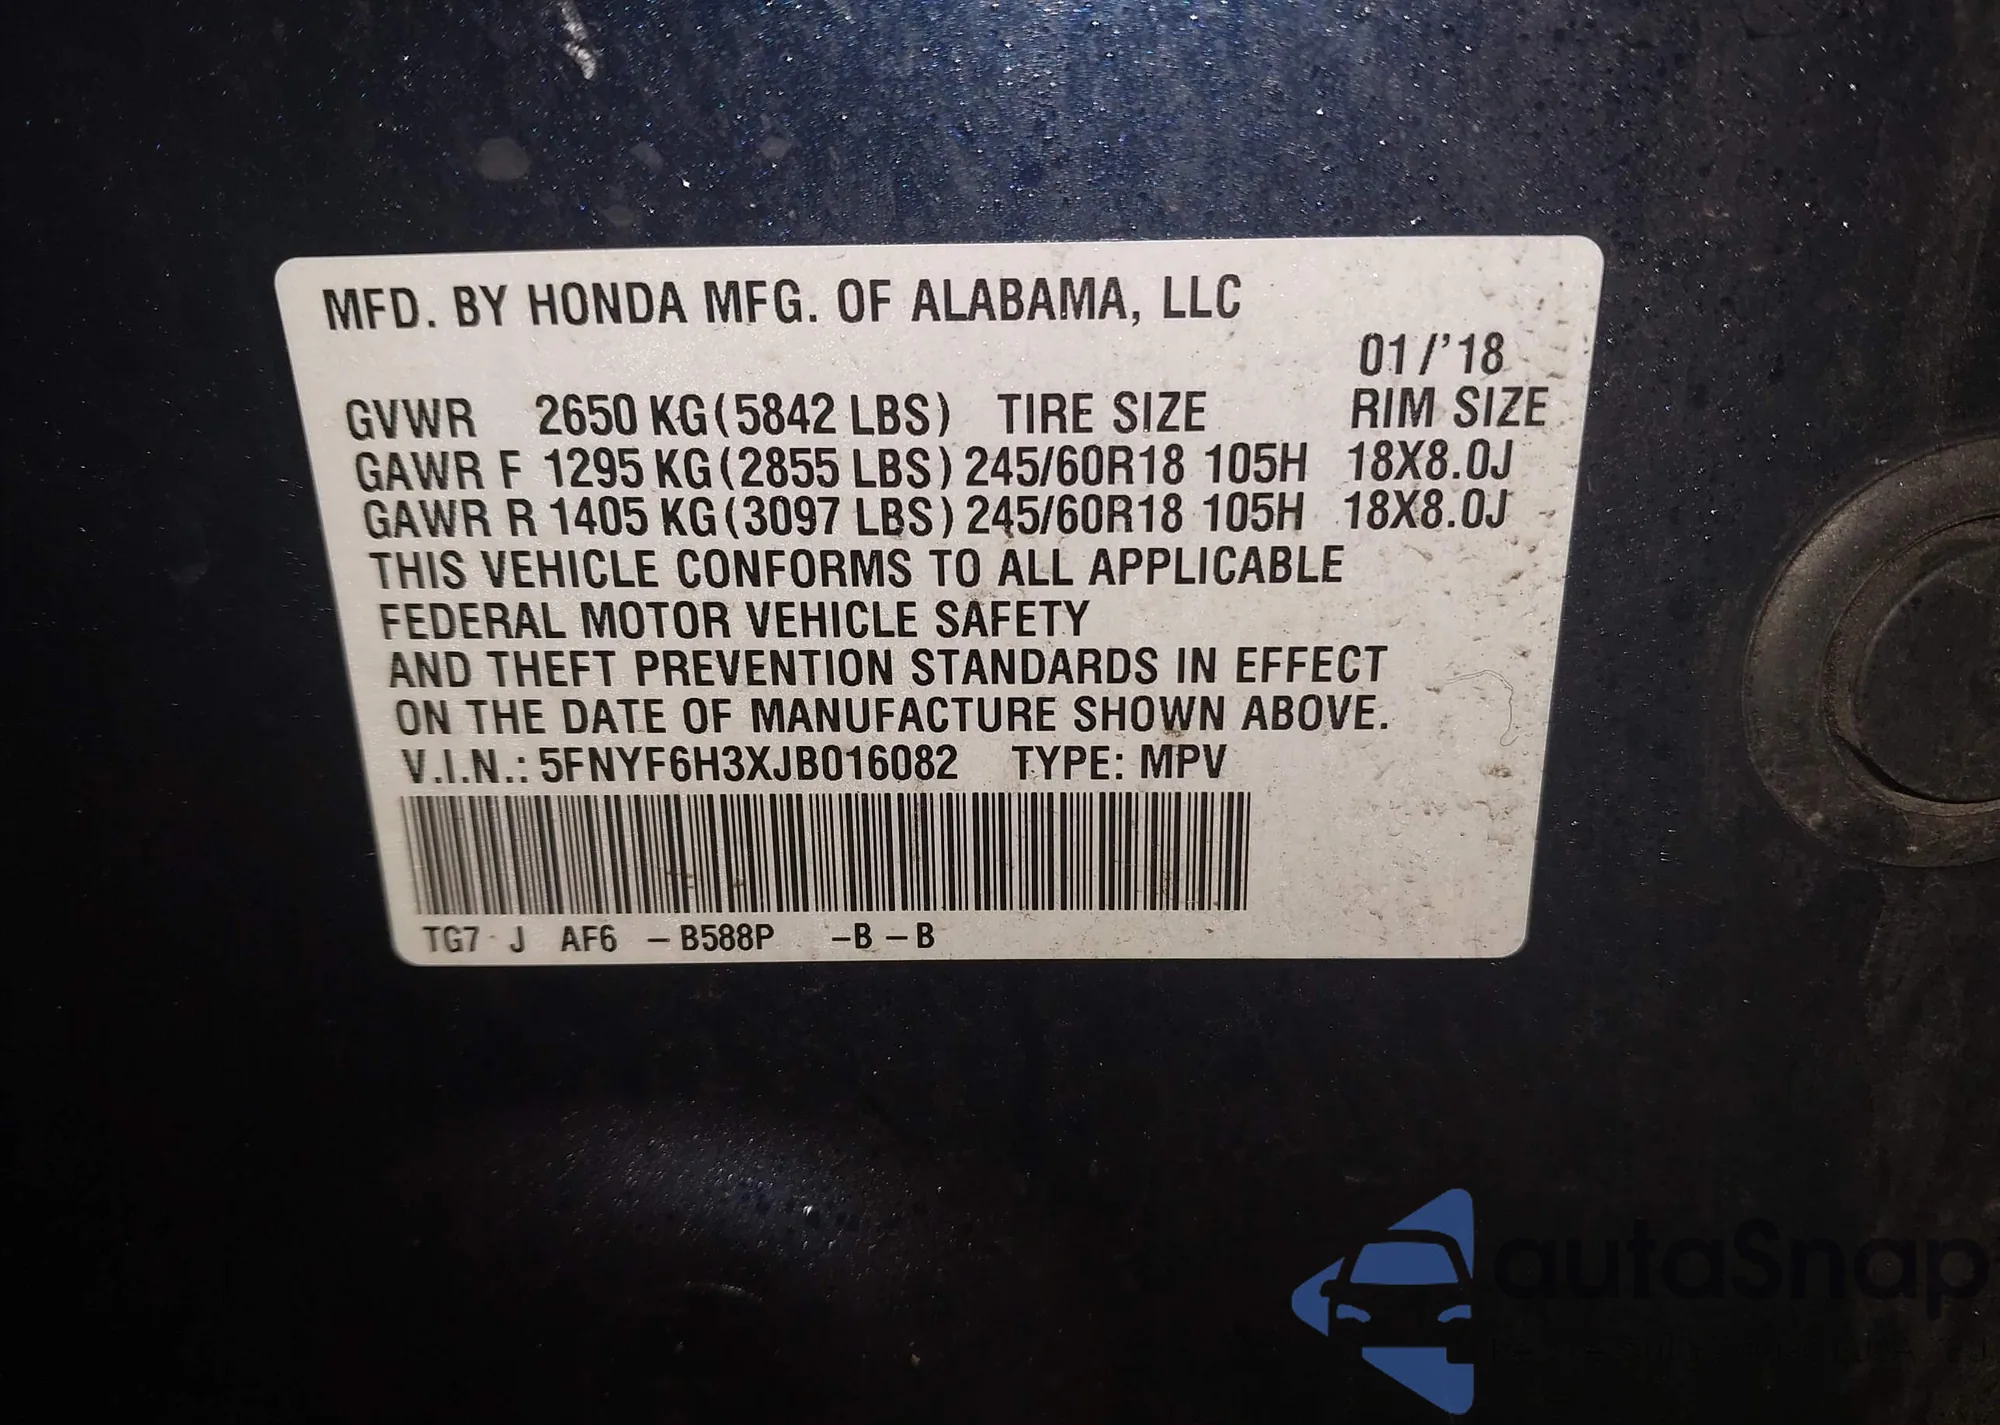 MFD. BY HONDA MFG. OF ALABAMA, LLC
01/'18
GVWR 2650 KG (5842 LBS) TIRE SIZE RIM SIZE
GAWR F 1295 KG (2855 LBS) 245/60R18 105H 18X8.0J
GAWR R 1405 KG (3097 LBS) 245/60R18 105H 18X8.0J
THIS VEHICLE CONFORMS TO ALL APPLICABLE
FEDERAL MOTOR VEHICLE SAFETY
AND THEFT PREVENTION STANDARDS IN EFFECT
ON THE DATE OF MANUFACTURE SHOWN ABOVE.
V.I.N.: 5FNYF6H3XJB016082 TYPE: MPV
TG7 J AF6 -B588P -B -B
autaSnap